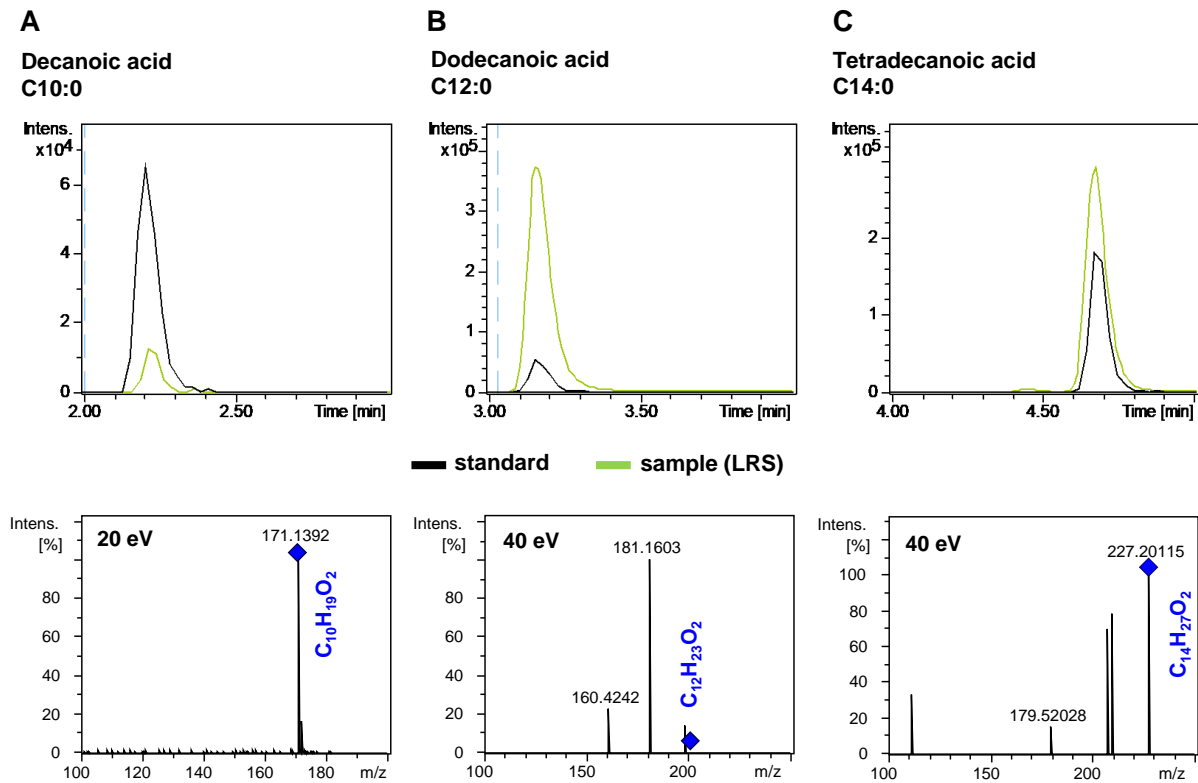 A
Decanoic acid
C10:0
Intens.
x10⁴
6
4
2
0
2.00
2.50
Time [min]
B
Dodecanoic acid
C12:0
Intens.
x10⁵
3
2
1
0
3.00
3.50
Time [min]
C
Tetradecanoic acid
C14:0
Intens.
x10⁵
2
0
4.00
4.50
Time [min]
standard
sample (LRS)
Intens.
[%]
20 eV
171.1392
C₁₀H₁₉O₂
80
60
40
20
0
100
120
140
160
180
m/z
Intens.
[%]
40 eV
181.1603
160.4242
C₁₂H₂₃O₂
80
60
40
20
0
100
160
200
m/z
Intens.
[%]
40 eV
227.20115
179.52028
C₁₄H₂₇O₂
100
80
60
40
20
0
100
160
200
m/z